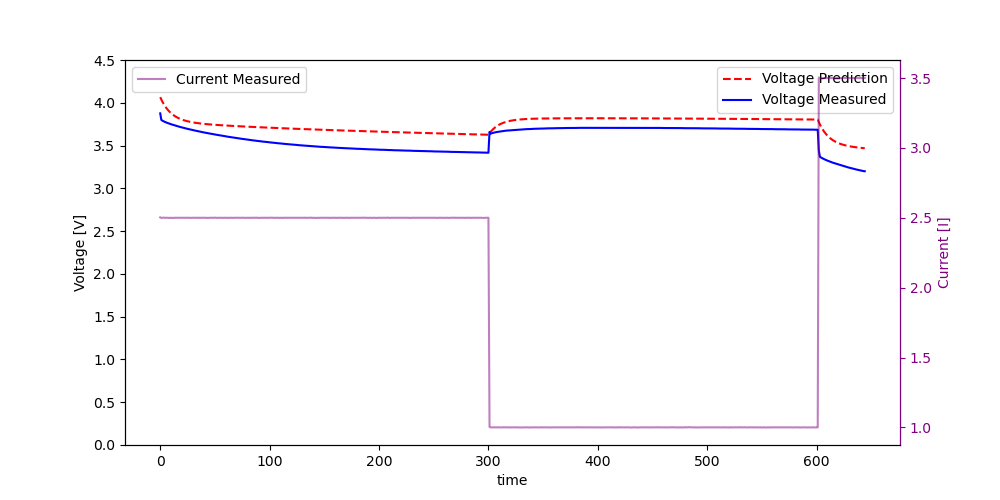 Current Measured
Voltage Prediction
Voltage Measured
Voltage [V]
4.5
4.0
3.5
3.0
2.5
2.0
1.5
1.0
0.5
0.0
3.5
3.0
2.5
2.0
1.5
1.0
Current [I]
0 100 200 300 400 500 600
time